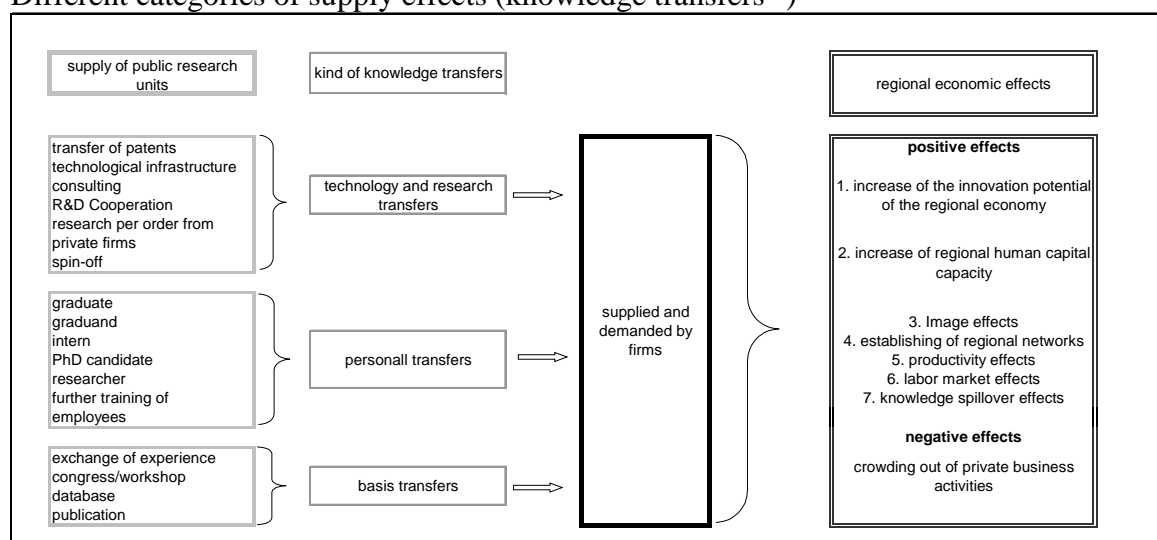 Different categories of supply effects (knowledge transfers
supply of public research
units
kind of knowledge transfers
regional economic effects
transfer of patents
technological infrastructure
consulting
R&D Cooperation
research per order from
private firms
spin-off
technology and research
transfers
graduate
graduand
intern
PhD candidate
researcher
further training of
employees
personall transfers
exchange of experience
congress/workshop
database
publication
basis transfers
supplied and
demanded by
firms
positive effects
1. increase of the innovation potential
of the regional economy
2. increase of regional human capital
capacity
3. Image effects
4. establishing of regional networks
5. productivity effects
6. labor market effects
7. knowledge spillover effects
negative effects
crowding out of private business
activities